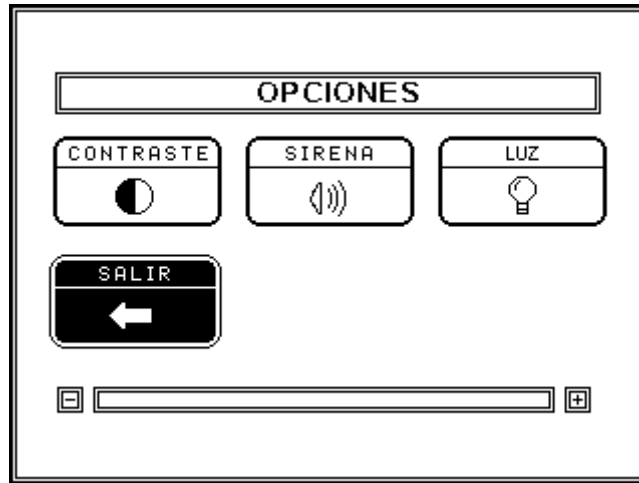 OPCIONES
CONTRASTE SIRENA LUZ
SALIR
- +